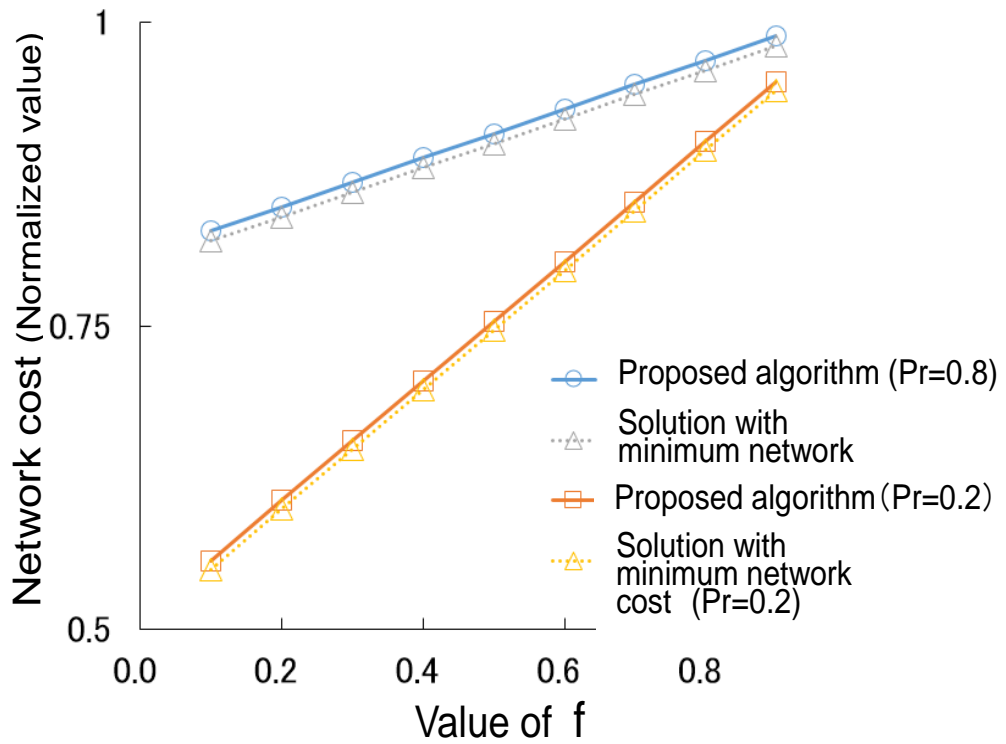 1
0.75
0.5
Network cost (Normalized value)
0.0
0.2
0.4
0.6
0.8
Value of f
Proposed algorithm (Pr=0.8)
Solution with
minimum network
Proposed algorithm (Pr=0.2)
Solution with
minimum network
cost (Pr=0.2)